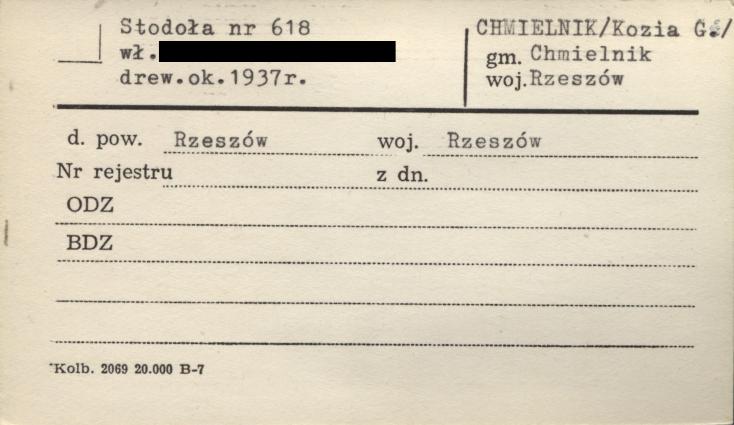 Stodoła nr 618
wł.
drew.ok.1937r.
CHMIELNIK/Kozia G./
gm. Chmielnik
woj.Rzeszów
d. pow. Rzeszów woj. Rzeszów
Nr rejestru z dn.
ODZ
BDZ
Kolb. 2069 20.000 B-7